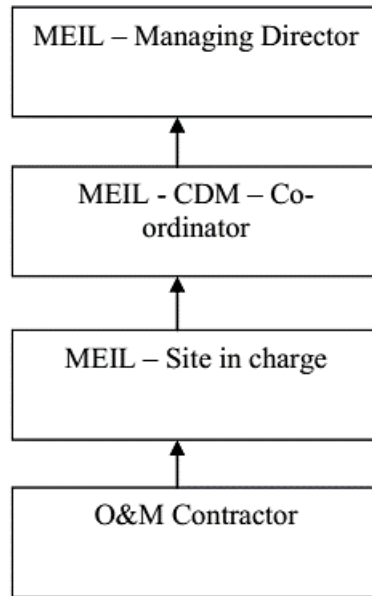 MEIL – Managing Director
MEIL - CDM – Co-
ordinator
MEIL – Site in charge
O&M Contractor